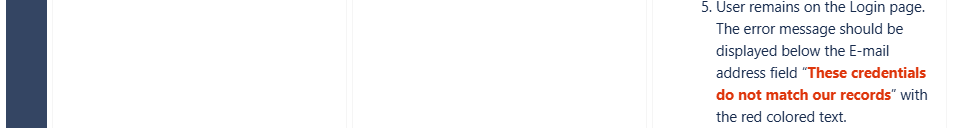 5. User remains on the Login page.
The error message should be
displayed below the E-mail
address field “These credentials
do not match our records” with
the red colored text.